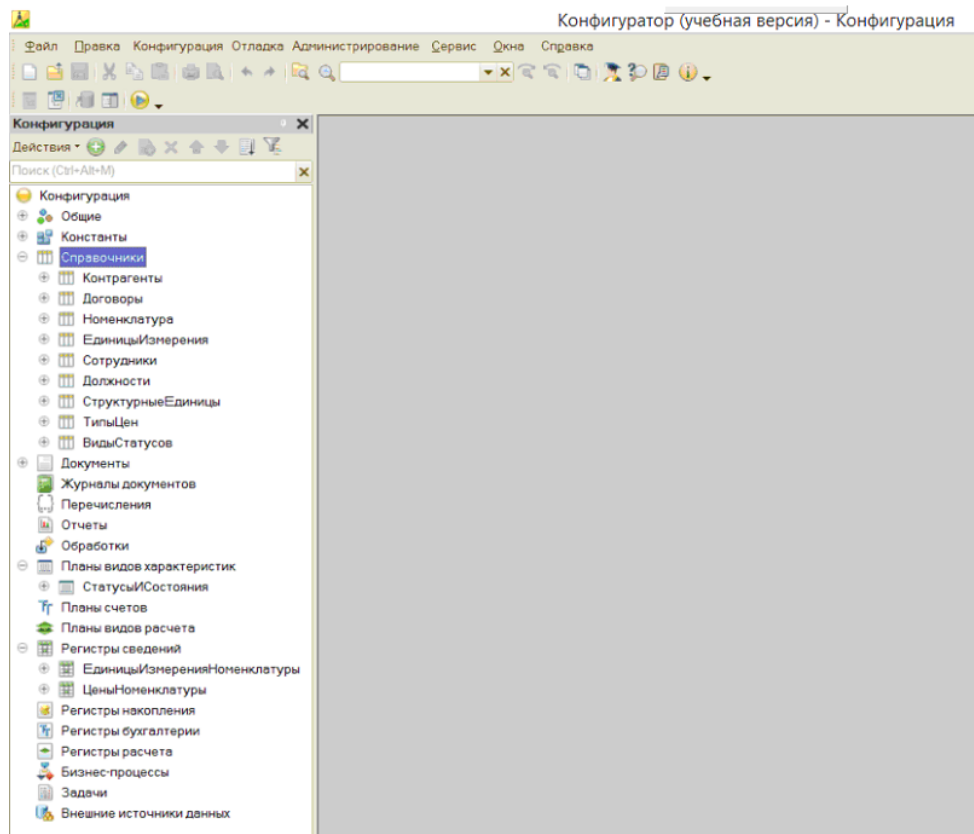 Конфигуратор (учебная версия) - Конфигурация
Файл Правка Конфигурация Отладка Администрирование Сервис Окна Справка
Конфигурация
Действия
Поиск (Ctrl+Alt+M)
Конфигурация
Общие
Константы
Справочники
Контрагенты
Договоры
Номенклатура
ЕдиницыИзмерения
Сотрудники
Должности
СтруктурныеЕдиницы
ТипыЦен
ВидыСтатусов
Документы
Журналы документов
Перечисления
Отчеты
Обработки
Планы видов характеристик
СтатусыИСостояния
Планы счетов
Планы видов расчета
Регистры сведений
ЕдиницыИзмеренияНоменклатуры
ЦеныНоменклатуры
Регистры накопления
Регистры бухгалтерии
Регистры расчета
Бизнес-процессы
Задачи
Внешние источники данных